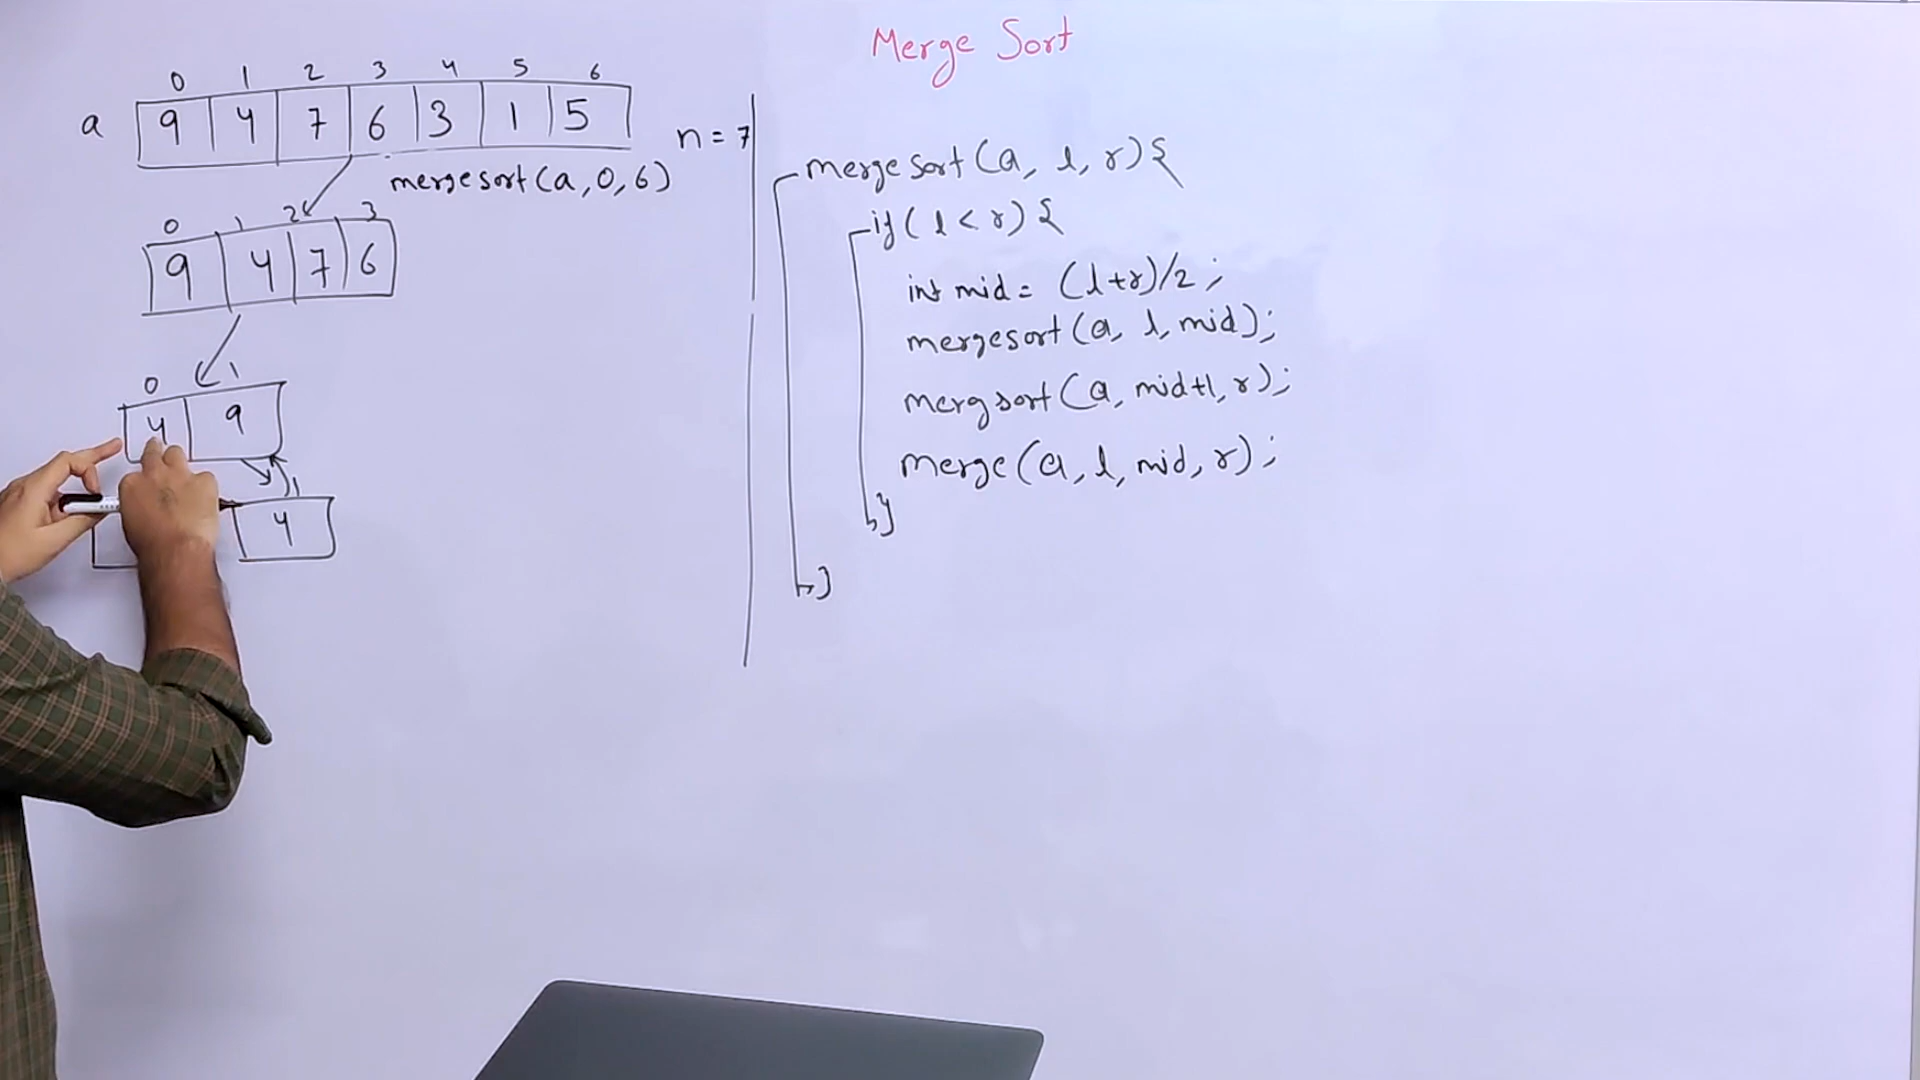 Merge Sort
0 1 2 3 4 5 6
a 9 4 7 6 3 1 5
n = 7
mergesort(a, 0, 6)
0 1 2 3
9 4 7 6
0 1
4 9
1
4
mergesort(a, l, r){
if(l < r){
int mid = (l+r)/2;
mergesort(a, l, mid);
mergsort(a, mid+1, r);
merge(a, l, mid, r);
}
}